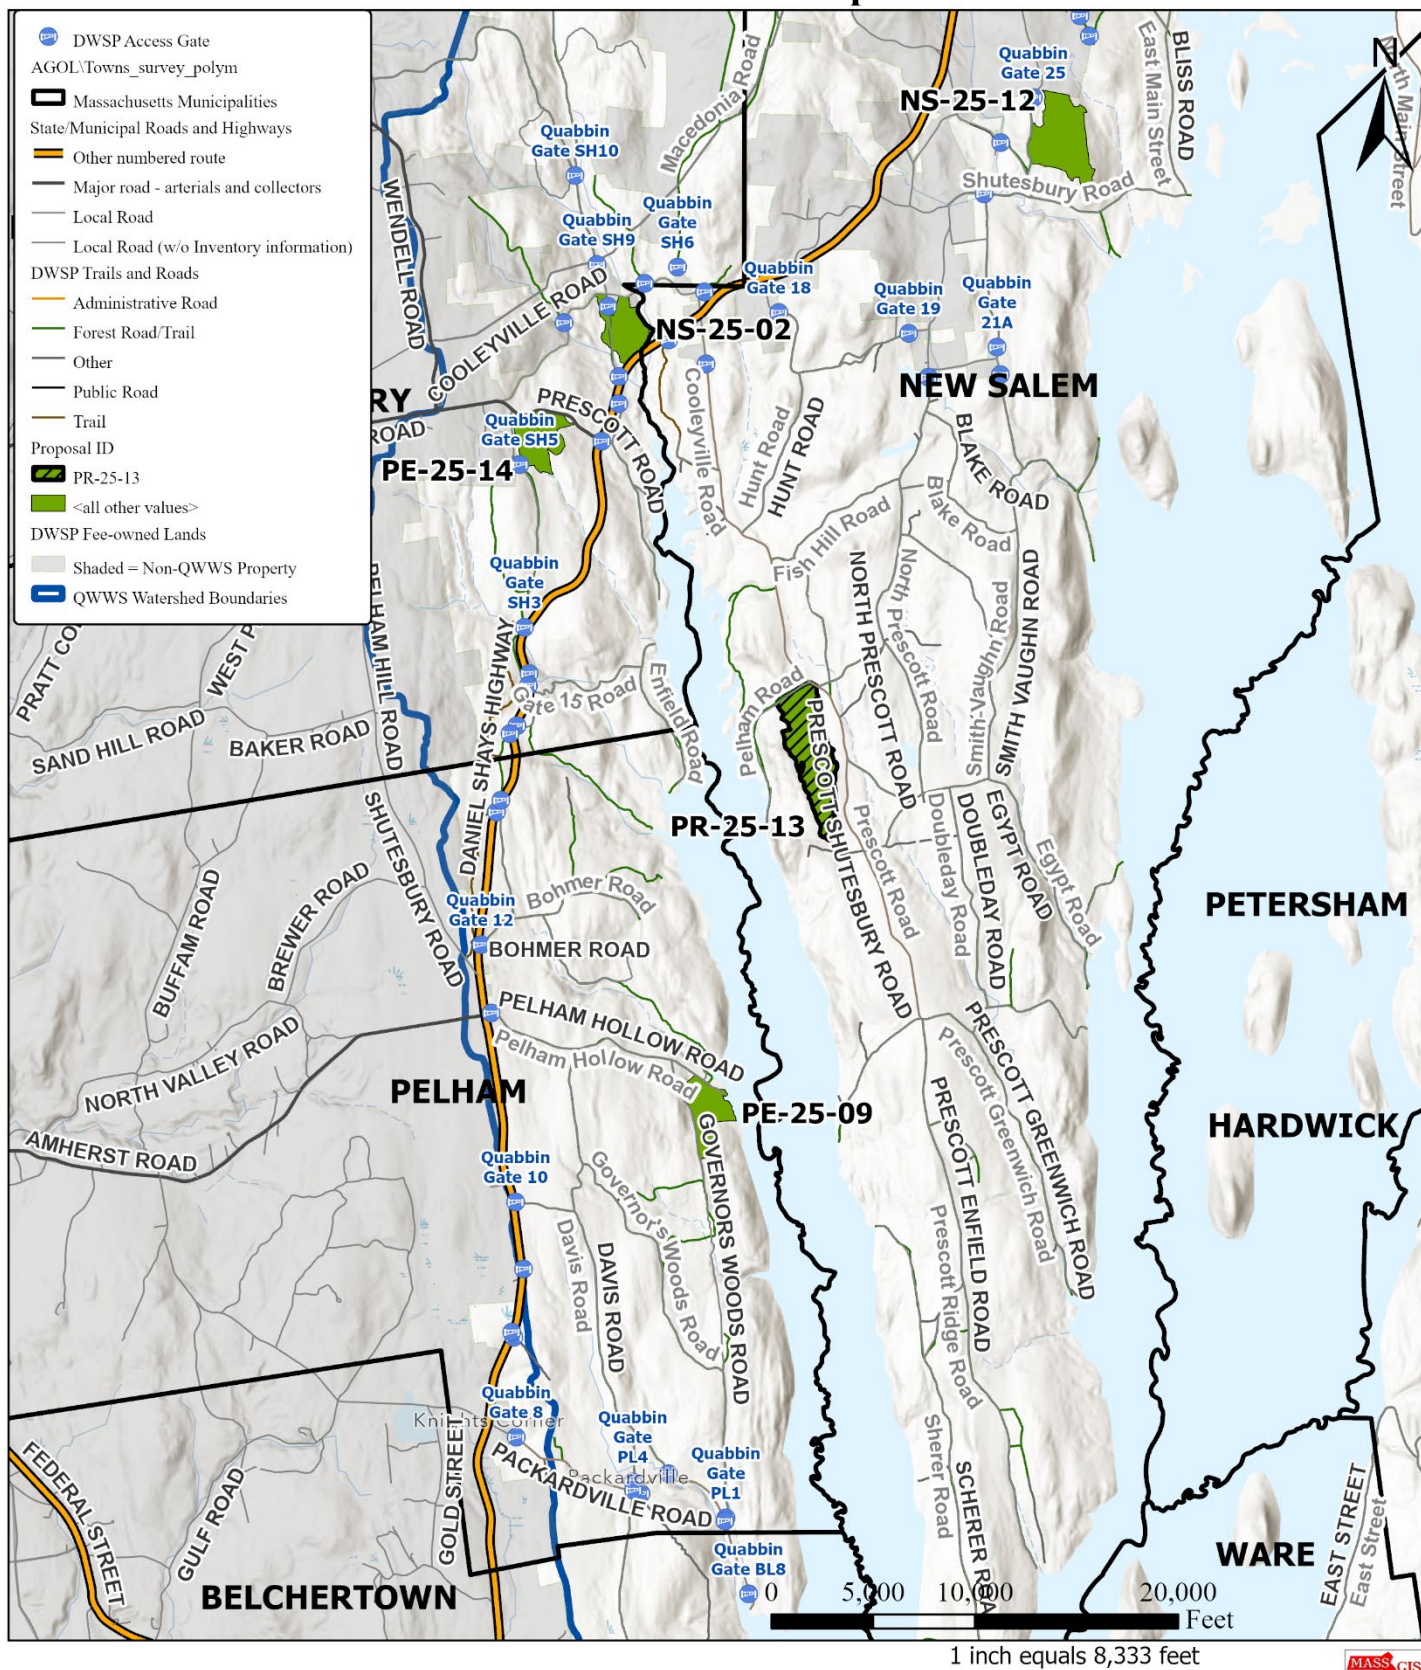 DWSP Access Gate
AGOL\Towns_survey_polym
Massachusetts Municipalities
State/Municipal Roads and Highways
Other numbered route
Major road - arterials and collectors
Local Road
Local Road (w/o Inventory information)
DWSP Trails and Roads
Administrative Road
Forest Road/Trail
Other
Public Road
Trail
Proposal ID
PR-25-13
<all other values>
DWSP Fee-owned Lands
Shaded = Non-QWWS Property
QWWS Watershed Boundaries
N
Quabbin
Gate 25
NS-25-12
BLISS ROAD
East Main Street
Shutesbury Road
Macedonia Road
Quabbin
Gate SH10
WENDELL ROAD
Quabbin
Gate SH9
Quabbin
Gate
SH6
Quabbin
Gate 18
Quabbin
Gate 19
Quabbin
Gate
21A
COOLEYVILLE ROAD
NS-25-02
NEW SALEM
RY
ROAD
PRESCOTT ROAD
Quabbin
Gate SH5
PE-25-14
Cooleyville Road
Hunt Road
HUNT ROAD
BLAKE ROAD
Blake Road
Fish Hill Road
Quabbin
Gate
SH3
NORTH PRESCOTT ROAD
North Prescott Road
Smith Vaughn Road
SMITH VAUGHN ROAD
PELHAM HILL ROAD
SAND HILL ROAD
BAKER ROAD
DANIEL SHAYS HIGHWAY
Gate 15 Road
Enfield Road
Pelham Road
PRESCOTT SHUTESBURY ROAD
Prescott Road
PR-25-13
Doubleday Road
DOUBLEDAY ROAD
EGYPT ROAD
Egypt Road
SHUTESBURY ROAD
BUFFAM ROAD
BREWER ROAD
Quabbin
Gate 12
Bohmer Road
BOHMER ROAD
PETERSHAM
PELHAM HOLLOW ROAD
Pelham Hollow Road
NORTH VALLEY ROAD
PELHAM
PE-25-09
AMHERST ROAD
HARDWICK
PRESCOTT GREENWICH ROAD
Prescott Greenwich Road
PRESCOTT ENFIELD ROAD
Prescott Ridge Road
Quabbin
Gate 10
Governor's Woods Road
GOVERNORS WOODS ROAD
Davis Road
DAVIS ROAD
Quabbin
Gate 8
Knights Corner
Quabbin
Gate
PL4
Quabbin
Gate
PL1
Packardville
PACKARDVILLE ROAD
GOLD STREET
GULF ROAD
FEDERAL STREET
Sherer Road
BELCHERTOWN
Quabbin
Gate BL8
WARE
EAST STREET
East Street
0 5,000 10,000 20,000
Feet
1 inch equals 8,333 feet
MASS GIS